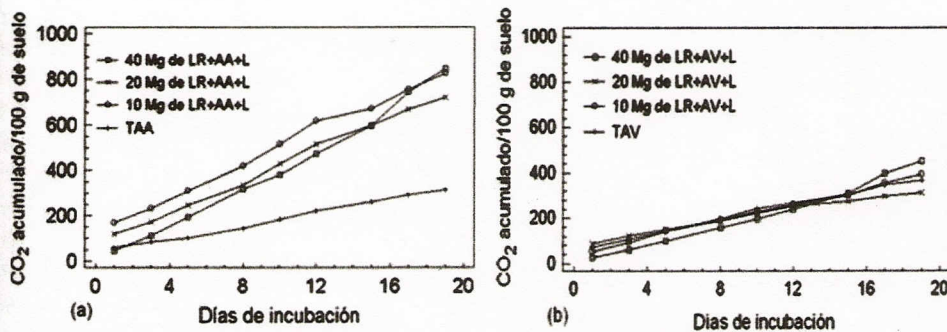 CO₂ acumulado/100 g de suelo
1000
800
600
400
200
0
40 Mg de LR+AA+L
20 Mg de LR+AA+L
10 Mg de LR+AA+L
TAA
0 4 8 12 16 20
(a)
Días de incubación
CO₂ acumulado/100 g de suelo
1000
800
600
400
200
0
40 Mg de LR+AV+L
20 Mg de LR+AV+L
10 Mg de LR+AV+L
TAV
0 4 8 12 16 20
(b)
Días de incubación